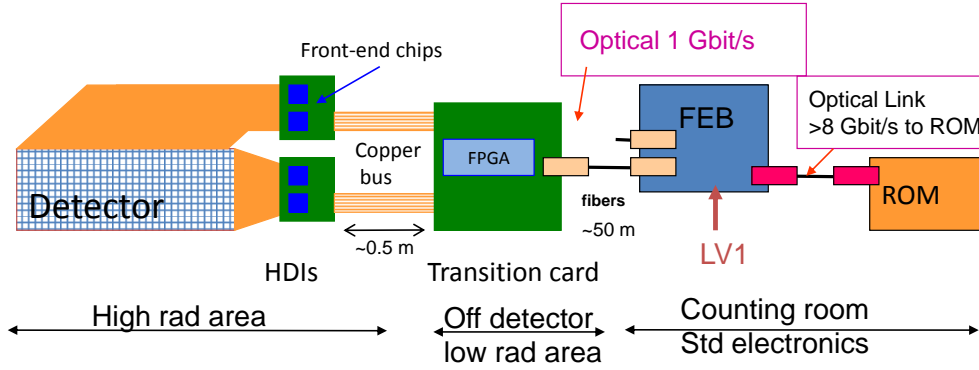 Front-end chips
Optical 1 Gbit/s
Optical Link
>8 Gbit/s to ROM
FEB
FPGA
Copper
bus
Detector
fibers
~50 m
ROM
~0.5 m
LV1
HDIs
Transition card
High rad area
Off detector
low rad area
Counting room
Std electronics